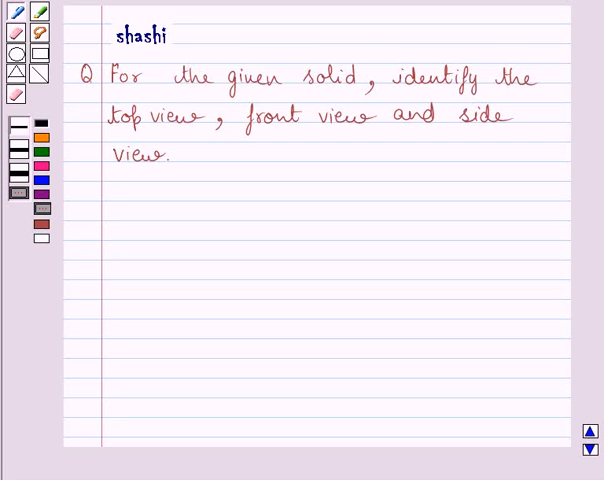 shashi
Q For the given solid, identify the
top view, front view and side
view.